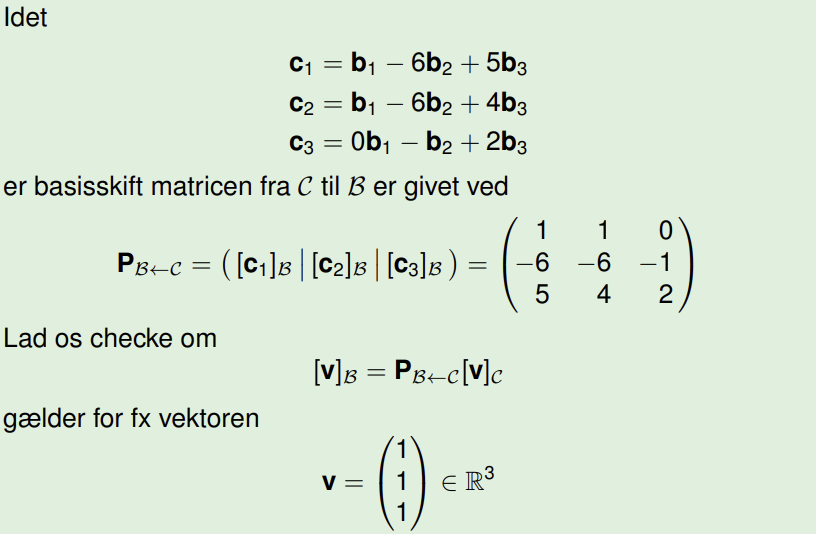 Idet
c₁ = b₁ − 6b₂ + 5b₃
c₂ = b₁ − 6b₂ + 4b₃
c₃ = 0b₁ − b₂ + 2b₃
er basisskift matricen fra 𝒞 til ℬ er givet ved
P_{ℬ←𝒞} = ( [c₁]_ℬ | [c₂]_ℬ | [c₃]_ℬ ) = ( 1 1 0
−6 −6 −1
5 4 2 )
Lad os checke om
[v]_ℬ = P_{ℬ←𝒞}[v]_𝒞
gælder for fx vektoren
v = ( 1
1
1 ) ∈ ℝ³